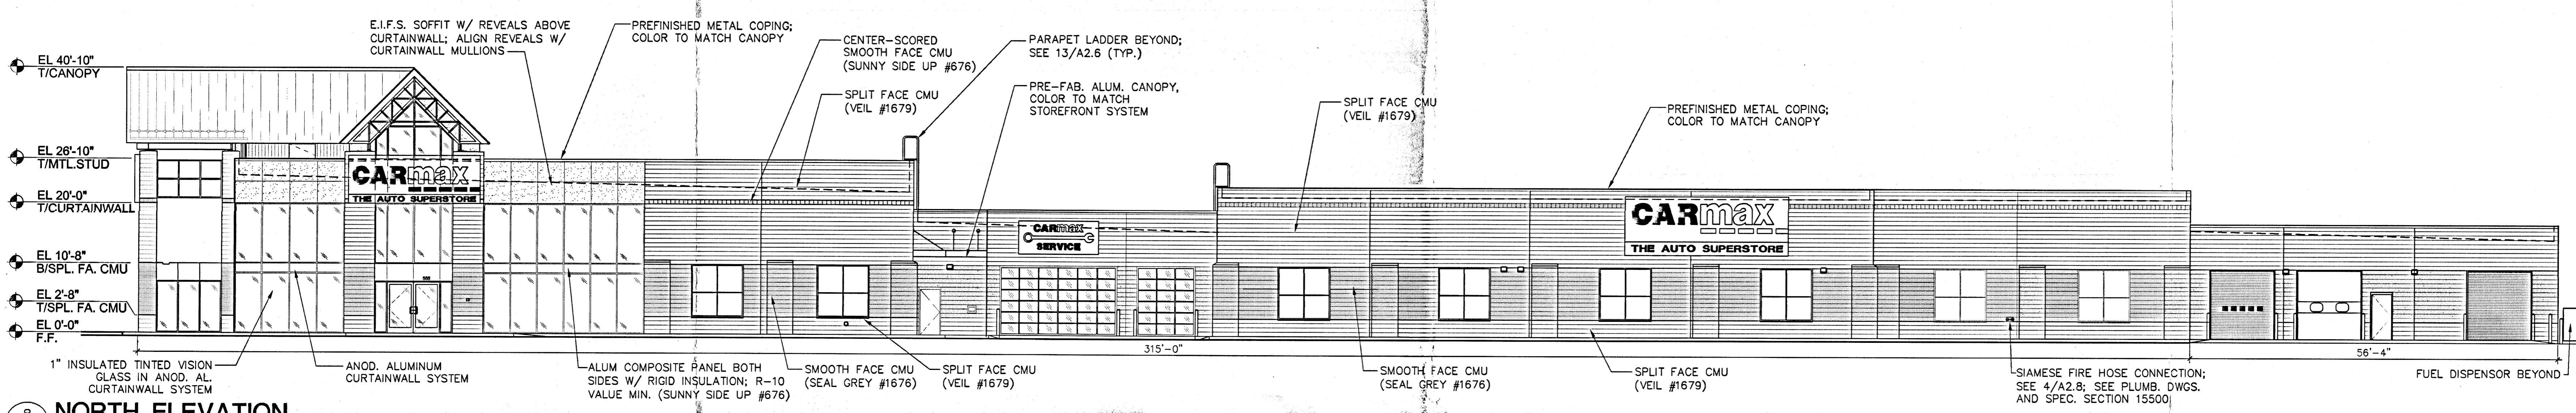 E.I.F.S. SOFFIT W/ REVEALS ABOVE
CURTAINWALL; ALIGN REVEALS W/
CURTAINWALL MULLIONS
PREFINISHED METAL COPING;
COLOR TO MATCH CANOPY
CENTER-SCORED
SMOOTH FACE CMU
(SUNNY SIDE UP #676)
SPLIT FACE CMU
(VEIL #1679)
PARAPET LADDER BEYOND;
SEE 13/A2.6 (TYP.)
PRE-FAB. ALUM. CANOPY,
COLOR TO MATCH
STOREFRONT SYSTEM
SPLIT FACE CMU
(VEIL #1679)
PREFINISHED METAL COPING;
COLOR TO MATCH CANOPY
EL 40'-10"
T/CANOPY
EL 26'-10"
T/MTL.STUD
EL 20'-0"
T/CURTAINWALL
EL 10'-8"
B/SPL. FA. CMU
EL 2'-8"
T/SPL. FA. CMU
EL 0'-0"
F.F.
CARmax
THE AUTO SUPERSTORE
CARmax
SERVICE
CARmax
THE AUTO SUPERSTORE
315'-0"
56'-4"
1" INSULATED TINTED VISION
GLASS IN ANOD. AL.
CURTAINWALL SYSTEM
ANOD. ALUMINUM
CURTAINWALL SYSTEM
ALUM COMPOSITE PANEL BOTH
SIDES W/ RIGID INSULATION; R-10
VALUE MIN. (SUNNY SIDE UP #676)
SMOOTH FACE CMU
(SEAL GREY #1676)
SPLIT FACE CMU
(VEIL #1679)
SMOOTH FACE CMU
(SEAL GREY #1676)
SPLIT FACE CMU
(VEIL #1679)
SIAMESE FIRE HOSE CONNECTION;
SEE 4/A2.8; SEE PLUMB. DWGS.
AND SPEC. SECTION 15500
FUEL DISPENSOR BEYOND
NORTH ELEVATION